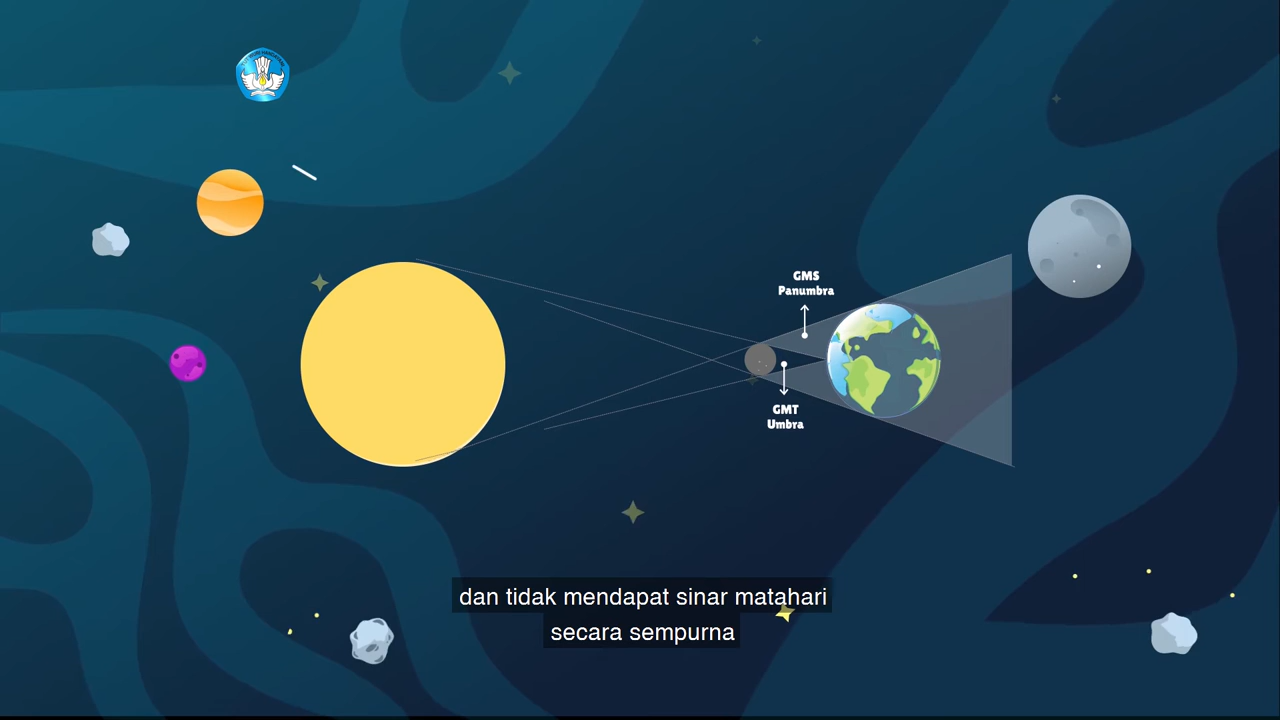 GMS
Panumbra
GMT
Umbra
dan tidak mendapat sinar matahari
secara sempurna